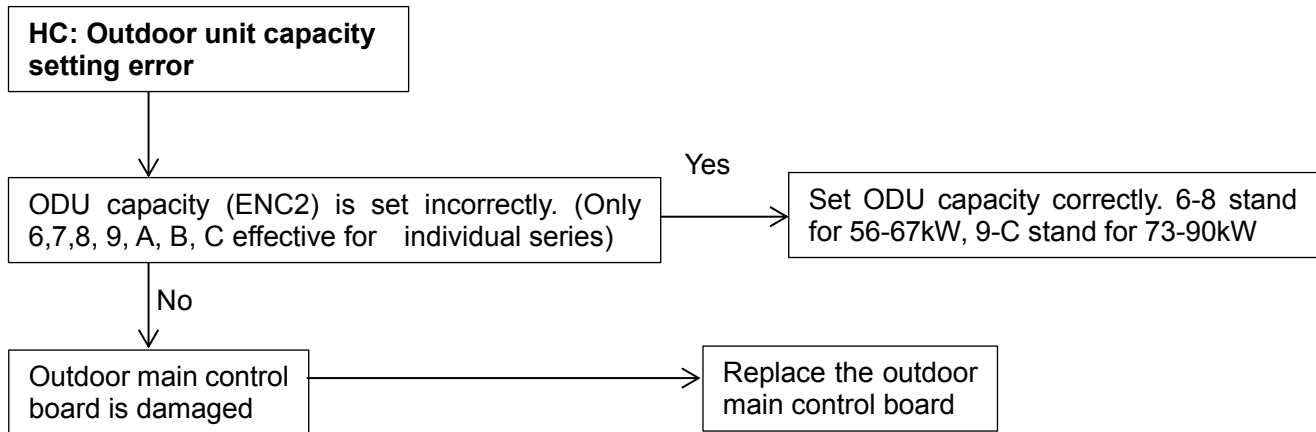 HC: Outdoor unit capacity
setting error
Yes
ODU capacity (ENC2) is set incorrectly. (Only
6,7,8, 9, A, B, C effective for individual series)
Set ODU capacity correctly. 6-8 stand
for 56-67kW, 9-C stand for 73-90kW
No
Outdoor main control
board is damaged
Replace the outdoor
main control board